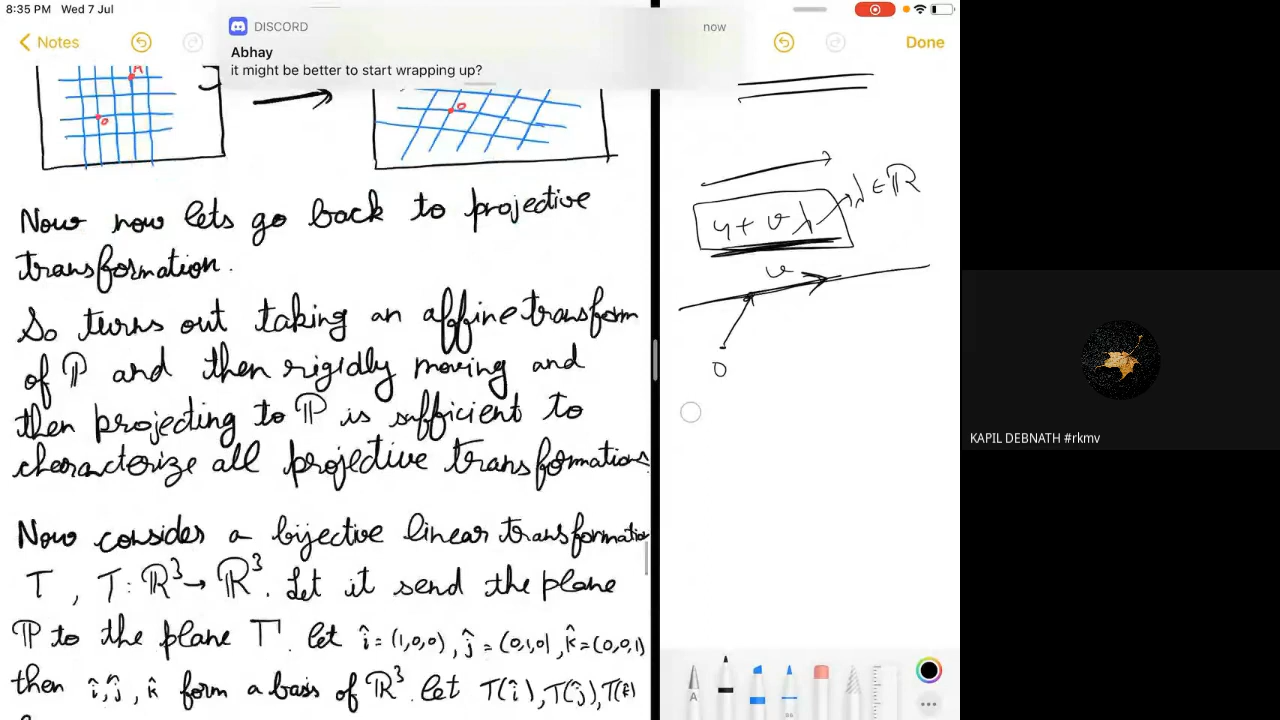 8:35 PM Wed 7 Jul
DISCORD
now
Abhay
it might be better to start wrapping up?
Notes
Done
A
o
o
Now now lets go back to projective
transformation.
So turns out taking an affine transform
of ℙ and then rigidly moving and
then projecting to ℙ is sufficient to
characterize all projective transformations
Now consider a bijective linear transformation
T, T: ℝ³→ ℝ³. Let it send the plane
ℙ to the plane T. let î = (1,0,0), ĵ = (0,1,0), k̂ = (0,0,1)
then î, ĵ, k̂ form a basis of ℝ³. let T(î), T(ĵ), T(k̂)
λ ∈ ℝ
u + v λ
v
0
A
KAPIL DEBNATH #rkmv